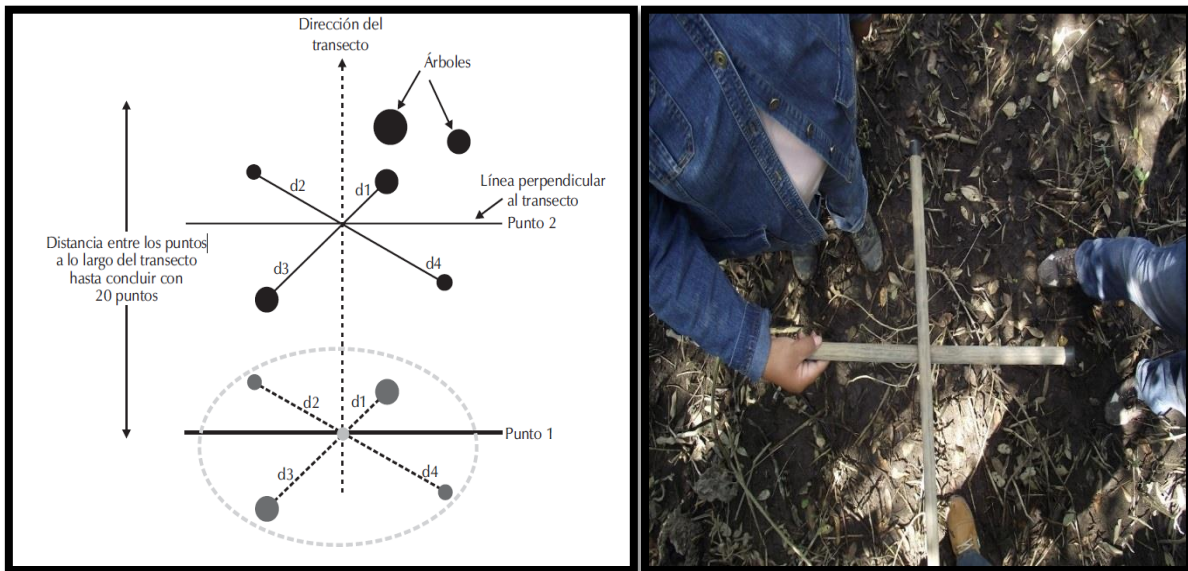 Dirección del
transecto
Árboles
d2
d1
Línea perpendicular
al transecto
Punto 2
Distancia entre los puntos
a lo largo del transecto
hasta concluir con
20 puntos
d3
d4
d2
d1
Punto 1
d3
d4